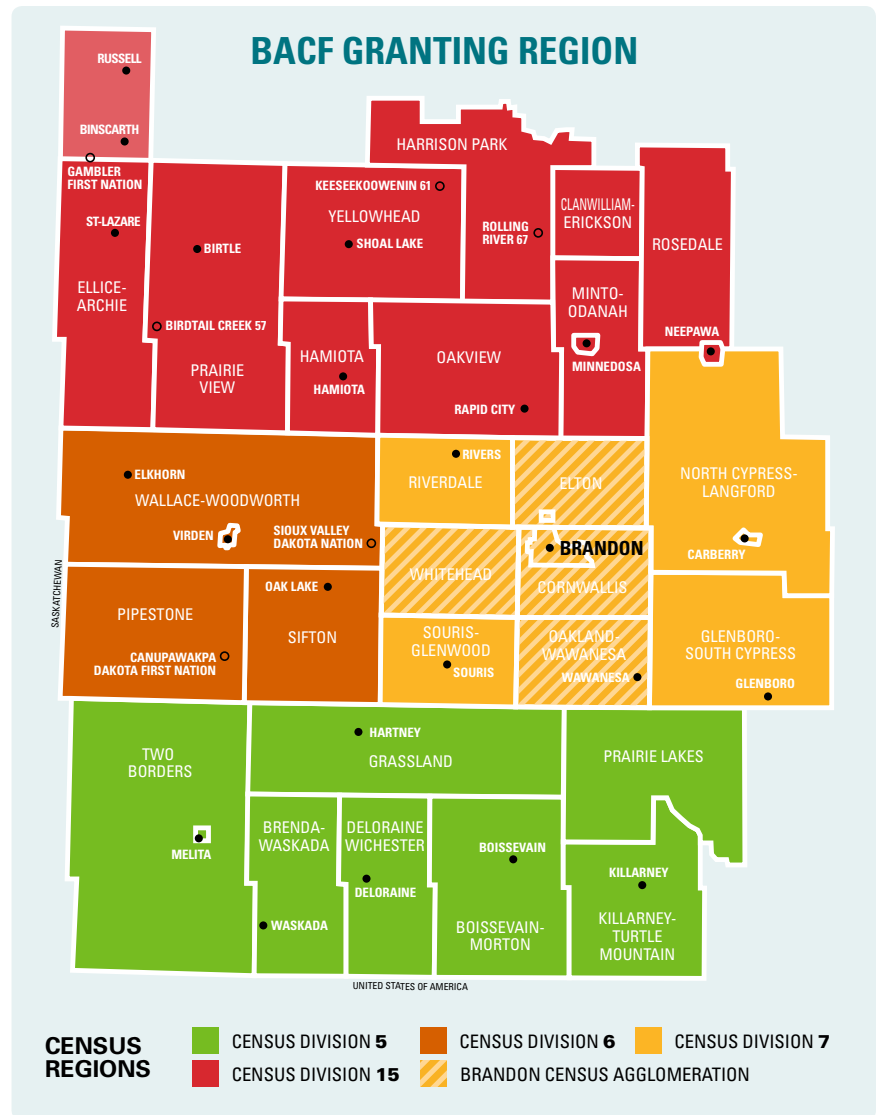 BACF GRANTING REGION
RUSSELL
BINSCARTH
GAMBLER
FIRST NATION
HARRISON PARK
KEESEEKOOWENIN 61
YELLOWHEAD
SHOAL LAKE
ROLLING
RIVER 67
CLANWILLIAM-
ERICKSON
ROSEDALE
ST-LAZARE
BIRTLE
ELLICE-
ARCHIE
BIRDTAIL CREEK 57
PRAIRIE
VIEW
HAMIOTA
HAMIOTA
OAKVIEW
RAPID CITY
MINTO-
ODANAH
MINNEDOSA
NEEPAWA
ELKHORN
WALLACE-WOODWORTH
VIRDEN
SIOUX VALLEY
DAKOTA NATION
RIVERS
RIVERDALE
ELTON
NORTH CYPRESS-
LANGFORD
CARBERRY
BRANDON
WHITEHEAD
CORNWALLIS
SASKATCHEWAN
PIPESTONE
CANUPAWAKPA
DAKOTA FIRST NATION
OAK LAKE
SIFTON
SOURIS-
GLENWOOD
SOURIS
OAKLAND-
WAWANESA
WAWANESA
GLENBORO-
SOUTH CYPRESS
GLENBORO
TWO
BORDERS
MELITA
HARTNEY
GRASSLAND
PRAIRIE LAKES
BRENDA-
WASKADA
WASKADA
DELORAINE
WICHESTER
DELORAINE
BOISSEVAIN
BOISSEVAIN-
MORTON
KILLARNEY
KILLARNEY-
TURTLE
MOUNTAIN
UNITED STATES OF AMERICA
CENSUS
REGIONS
CENSUS DIVISION 5
CENSUS DIVISION 6
CENSUS DIVISION 7
CENSUS DIVISION 15
BRANDON CENSUS AGGLOMERATION